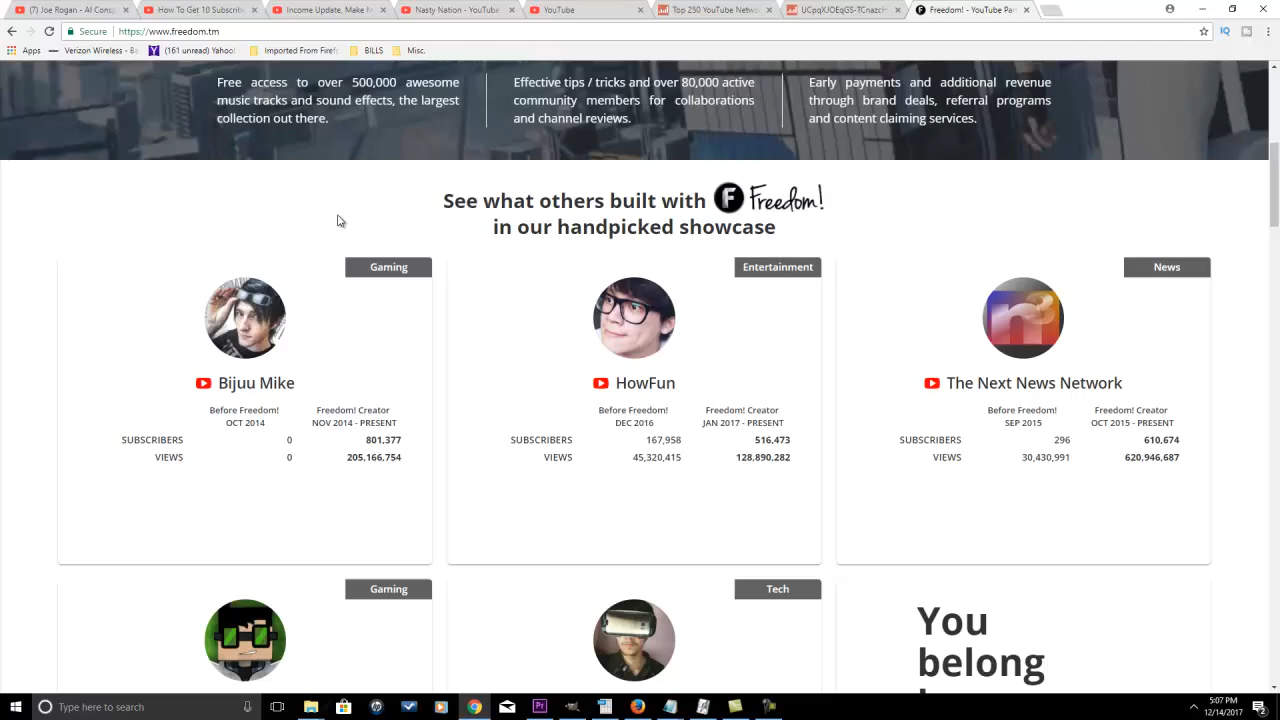 (7) Joe Rogan - AI Consp
How To Get 10 Subscribe
Income Update, Make M
Nasty Nation - YouTube
YouTube
Top 250 YouTube Netwo
UCpqXJOEqGS-TCnazcH
Freedom! - YouTube Par
Secure
https://www.freedom.tm
Apps
Verizon Wireless - Bo
(161 unread) Yahoo!
Imported From Firef
BILLS
Misc.
Free access to over 500,000 awesome
music tracks and sound effects, the largest
collection out there.
Effective tips / tricks and over 80,000 active
community members for collaborations
and channel reviews.
Early payments and additional revenue
through brand deals, referral programs
and content claiming services.
See what others built with F Freedom!
in our handpicked showcase
Gaming
Bijuu Mike
Before Freedom! Freedom! Creator
OCT 2014 NOV 2014 - PRESENT
SUBSCRIBERS 0 801,377
VIEWS 0 205,166,754
Entertainment
HowFun
Before Freedom! Freedom! Creator
DEC 2016 JAN 2017 - PRESENT
SUBSCRIBERS 167,958 516,473
VIEWS 45,320,415 128,890,282
News
The Next News Network
Before Freedom! Freedom! Creator
SEP 2015 OCT 2015 - PRESENT
SUBSCRIBERS 296 610,674
VIEWS 30,430,991 620,946,687
Gaming
Tech
You
belong
Type here to search
5:07 PM
12/14/2017